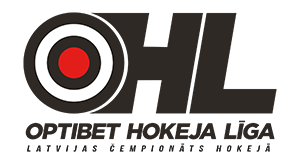 OHL
OPTIBET HOKEJA LĪGA
LATVIJAS ČEMPIONĀTS HOKEJĀ